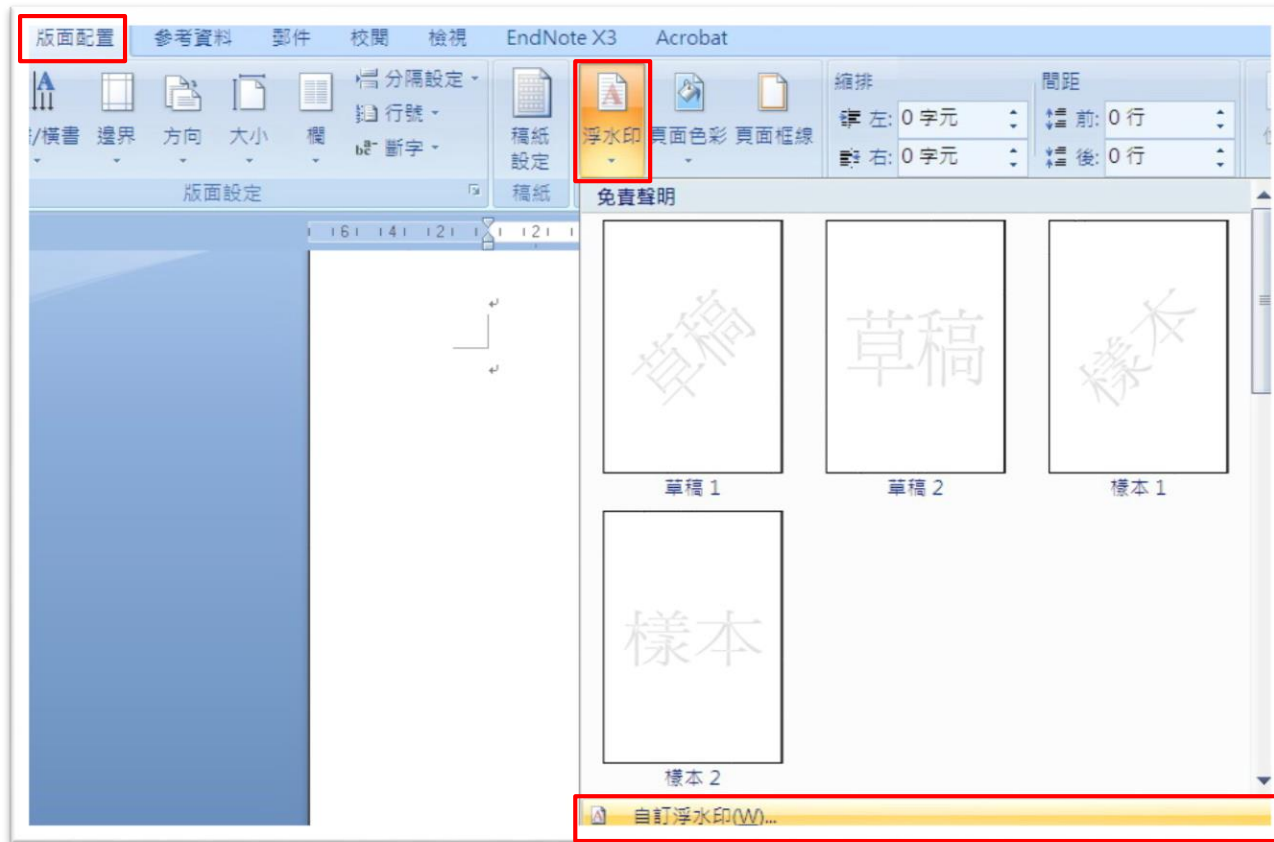 版面配置 參考資料 郵件 校閱 檢視 EndNote X3 Acrobat
/橫書 邊界 方向 大小 欄 分隔設定 行號 斷字 稿紙設定 浮水印 頁面色彩 頁面框線
縮排 間距
左: 0 字元 前: 0 行
右: 0 字元 後: 0 行
版面設定 稿紙
免責聲明
6 4 2 2
草稿 草稿 樣本
草稿 1 草稿 2 樣本 1
樣本
樣本 2
自訂浮水印(W)...